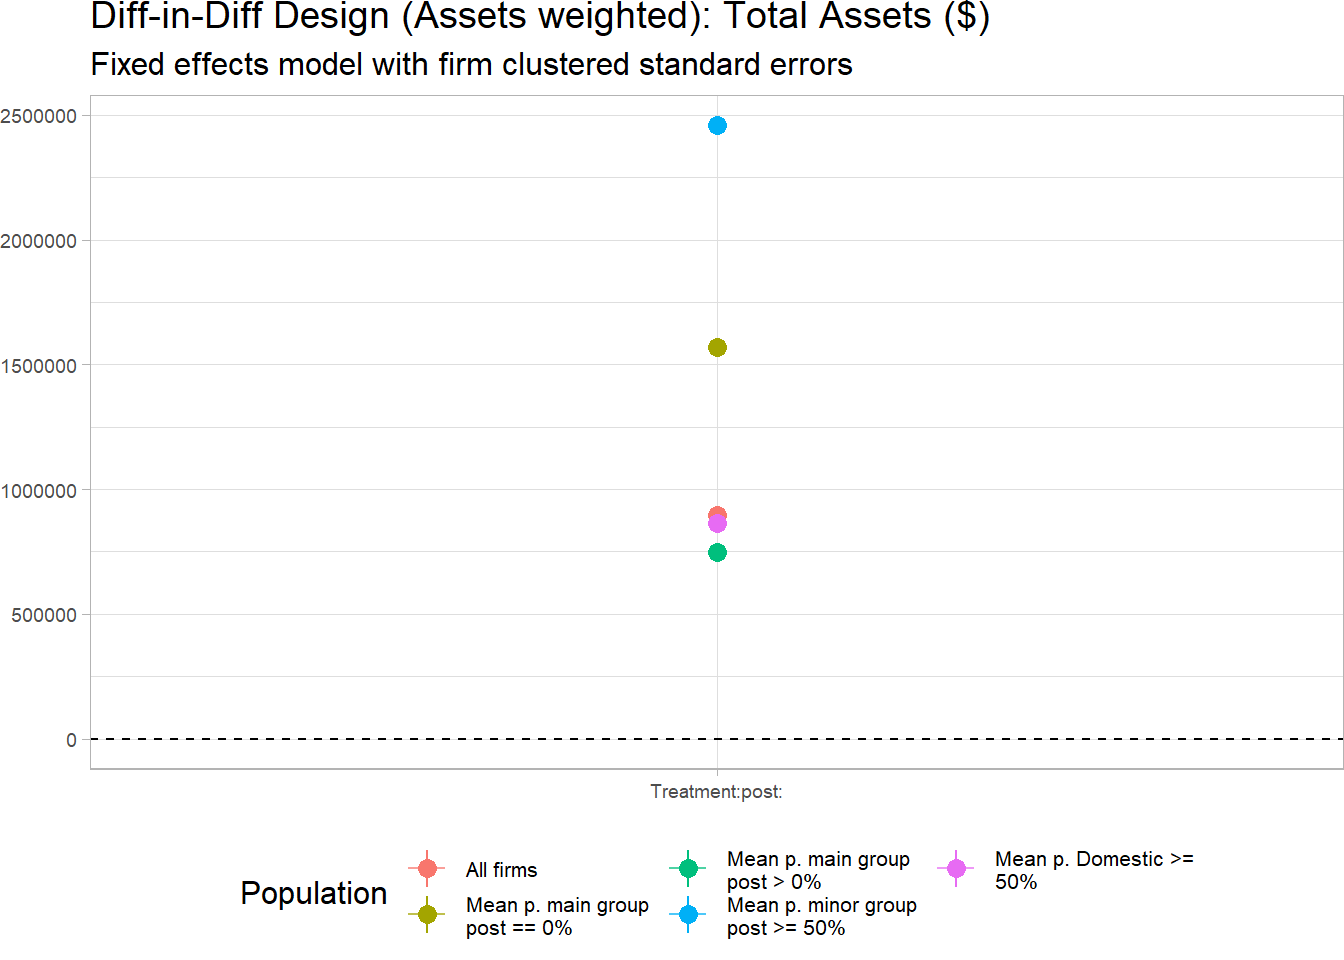 Diff-in-Diff Design (Assets weighted): Total Assets ($)
Fixed effects model with firm clustered standard errors
2500000
2000000
1500000
1000000
500000
0
Treatment:post:
Population
All firms
Mean p. main group
post == 0%
Mean p. main group
post > 0%
Mean p. minor group
post >= 50%
Mean p. Domestic >=
50%